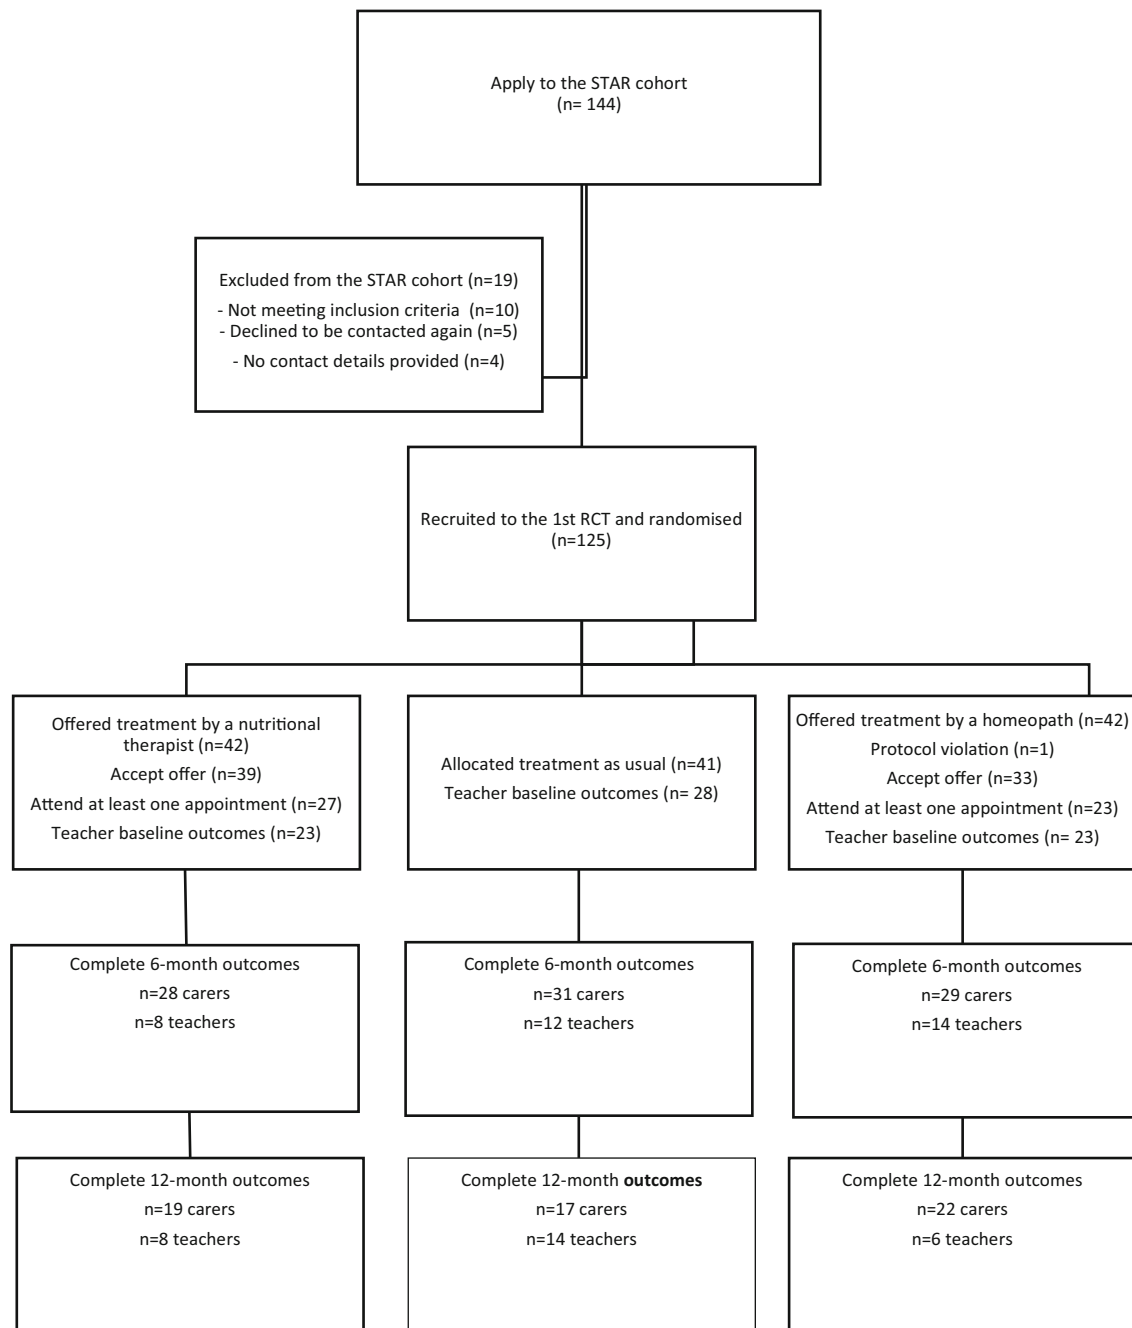 Apply to the STAR cohort
(n= 144)
Excluded from the STAR cohort (n=19)
- Not meeting inclusion criteria (n=10)
- Declined to be contacted again (n=5)
- No contact details provided (n=4)
Recruited to the 1st RCT and randomised
(n=125)
Offered treatment by a nutritional
therapist (n=42)
Accept offer (n=39)
Attend at least one appointment (n=27)
Teacher baseline outcomes (n=23)
Allocated treatment as usual (n=41)
Teacher baseline outcomes (n= 28)
Offered treatment by a homeopath (n=42)
Protocol violation (n=1)
Accept offer (n=33)
Attend at least one appointment (n=23)
Teacher baseline outcomes (n= 23)
Complete 6-month outcomes
n=28 carers
n=8 teachers
Complete 6-month outcomes
n=31 carers
n=12 teachers
Complete 6-month outcomes
n=29 carers
n=14 teachers
Complete 12-month outcomes
n=19 carers
n=8 teachers
Complete 12-month outcomes
n=17 carers
n=14 teachers
Complete 12-month outcomes
n=22 carers
n=6 teachers